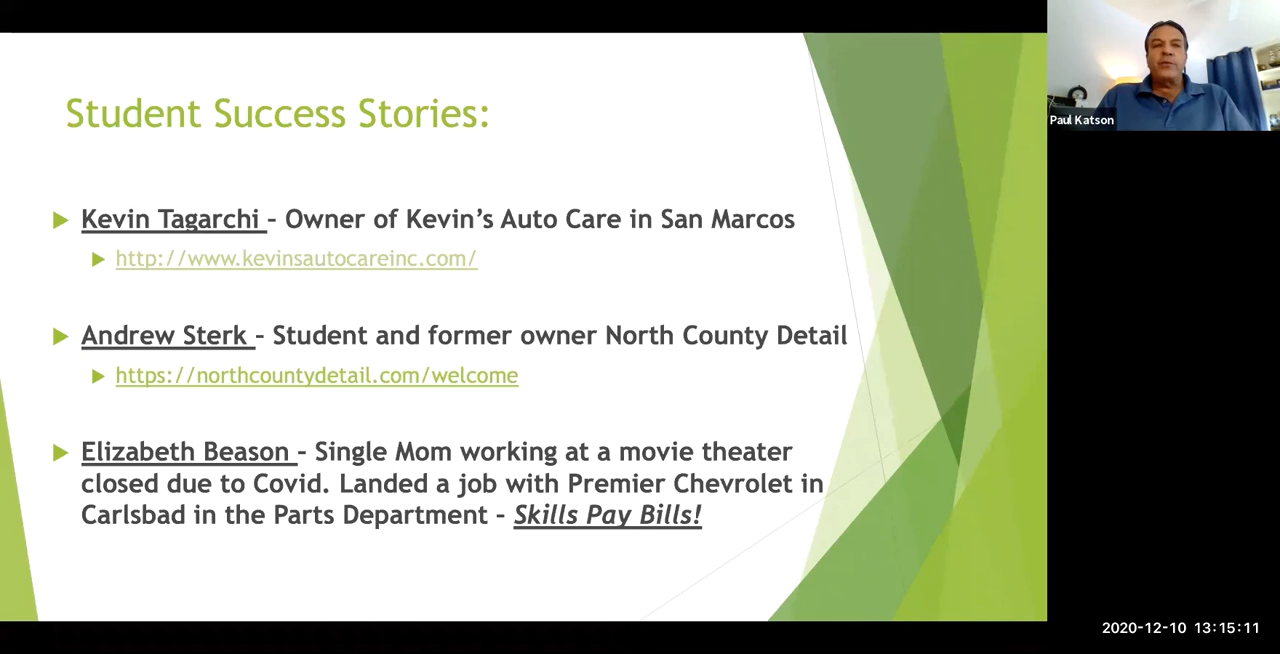 Student Success Stories:
Kevin Tagarchi – Owner of Kevin’s Auto Care in San Marcos
http://www.kevinsautocareinc.com/
Andrew Sterk – Student and former owner North County Detail
https://northcountydetail.com/welcome
Elizabeth Beason – Single Mom working at a movie theater
closed due to Covid. Landed a job with Premier Chevrolet in
Carlsbad in the Parts Department – Skills Pay Bills!
Paul Katson
2020-12-10 13:15:11